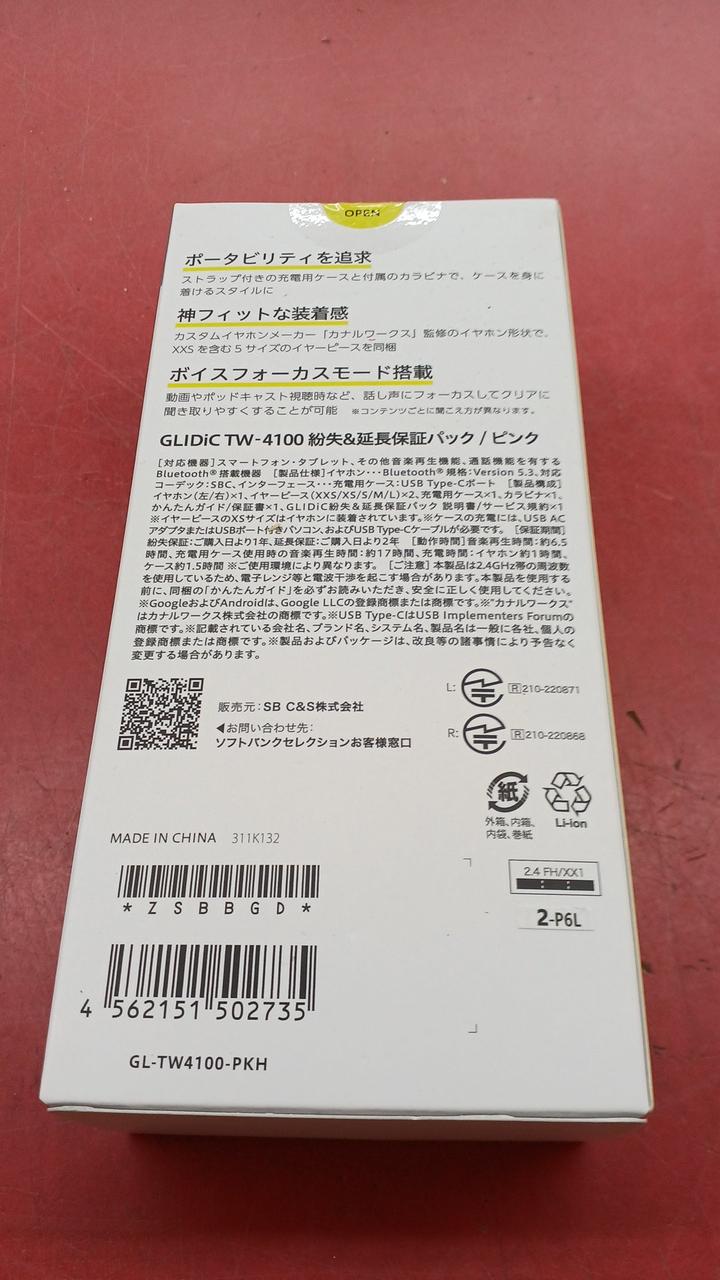 OPEN
ポータビリティを追求
ストラップ付きの充電用ケースと付属のカラビナで、ケースを身に
着けるスタイルに
神フィットな装着感
カスタムイヤホンメーカー「カナルワークス」監修のイヤホン形状で。
XXS を含む 5 サイズのイヤーピースを同梱
ボイスフォーカスモード搭載
動画やポッドキャスト視聴時など、話し声にフォーカスしてクリアに
聞き取りやすくすることが可能 ※コンテンツごとに聞こえ方が異なります。
GLIDiC TW-4100 紛失&延長保証パック / ピンク
[対応機器]スマートフォン・タブレット、その他音楽再生機能、通話機能を有する
Bluetooth®搭載機器 [製品仕様]イヤホン・・・Bluetooth®規格:Version 5.3、対応
コーデック:SBC、インターフェース・・・充電用ケース:USB Type-Cポート [製品構成]
イヤホン(左/右)×1、イヤーピース(XXS/XS/S/M/L)×2、充電用ケース×1、カラビナ×1、
かんたんガイド/保証書×1、GLIDiC紛失&延長保証パック 説明書/サービス規約×1
※イヤーピースのXSサイズはイヤホンに装着されています。※ケースの充電には、USB AC
アダプタまたはUSBポート付きパソコン、およびUSB Type-Cケーブルが必要です。 [保証期間]
紛失保証:ご購入日より1年、延長保証:ご購入日より2年 [動作時間]音楽再生時間:約6.5
時間、充電用ケース使用時の音楽再生時間:約17時間、充電時間:イヤホン約1時間、
ケース約1.5時間 ※ご使用環境により異なります。 [ご注意]本製品は2.4GHz帯の周波数
を使用しているため、電子レンジ等と電波干渉を起こす場合があります。本製品を使用する
前に、同梱の「かんたんガイド」を必ずお読みいただき、安全に正しく使用してください。
※GoogleおよびAndroidは、Google LLCの登録商標または商標です。※"カナルワークス"
はカナルワークス株式会社の商標です。※USB Type-CはUSB Implementers Forumの
商標です。※記載されている会社名、ブランド名、システム名、製品名は一般に各社、個人の
登録商標または商標です。※製品およびパッケージは、改良等の諸事情により予告なく
変更する場合があります。
販売元:SB C&S株式会社
◀お問い合わせ先:
ソフトバンクセレクションお客様窓口
L: R 210-220871
R: R 210-220868
紙
外箱、内箱、
内袋、巻紙
Li-ion
MADE IN CHINA 311K132
2.4 FH/XX1
*ZSBBGD*
2-P6L
4 562151 502735
GL-TW4100-PKH